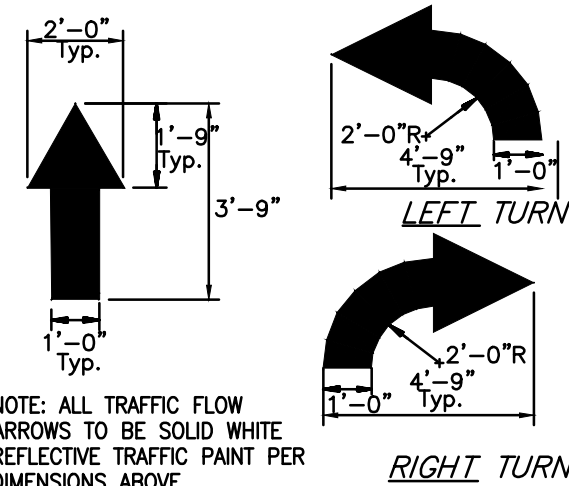 2'-0"
Typ.
1'-9"
Typ.
3'-9"
1'-0"
Typ.
2'-0"R
4'-9"
Typ.
1'-0"
LEFT TURN
2'-0"R
4'-9"
Typ.
1'-0"
RIGHT TURN
NOTE: ALL TRAFFIC FLOW
ARROWS TO BE SOLID WHITE
REFLECTIVE TRAFFIC PAINT PER
DIMENSIONS ABOVE